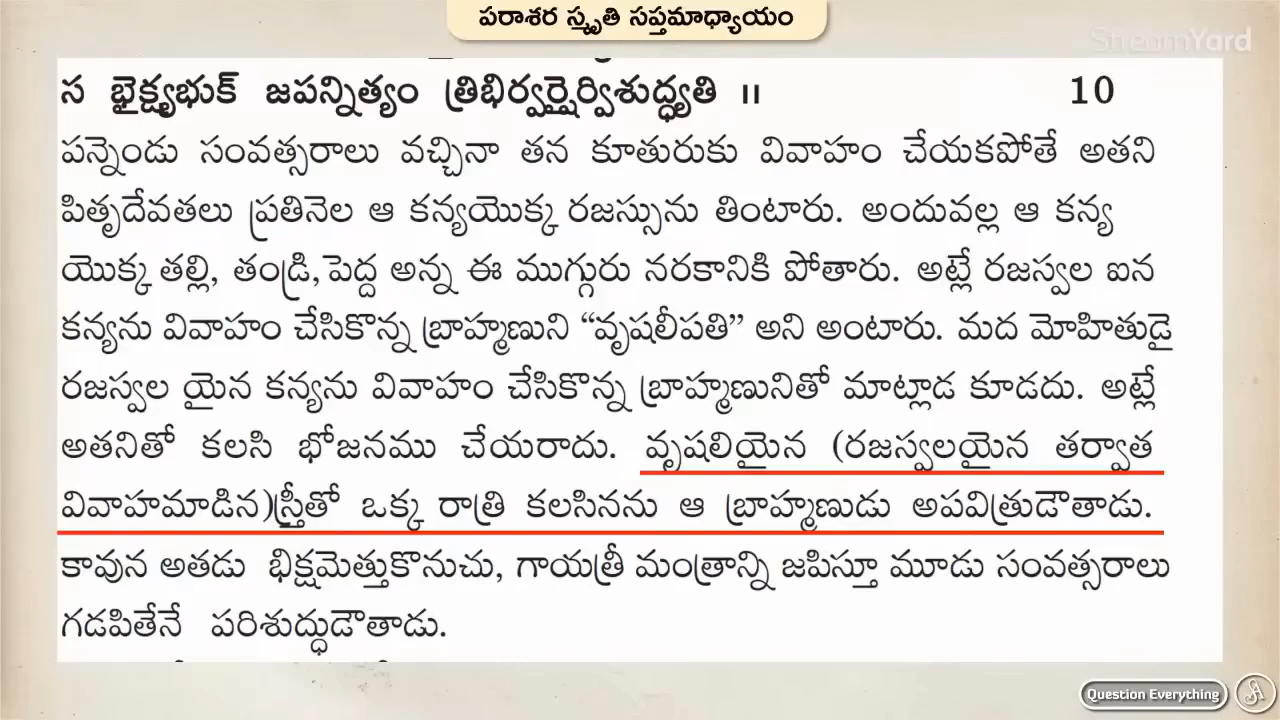 పరాశర స్మృతి సప్తమాధ్యాయం
StreamYard
స భైక్ష్యభుక్ జపన్నిత్యం త్రిభిర్వర్షైర్విశుద్ధ్యతి ॥ 10
పన్నెండు సంవత్సరాలు వచ్చినా తన కూతురుకు వివాహం చేయకపోతే అతని
పితృదేవతలు ప్రతినెల ఆ కన్యయొక్క రజస్సును తింటారు. అందువల్ల ఆ కన్య
యొక్క తల్లి, తండ్రి, పెద్ద అన్న ఈ ముగ్గురు నరకానికి పోతారు. అట్లే రజస్వల ఐన
కన్యను వివాహం చేసికొన్న బ్రాహ్మణుని “వృషలీపతి” అని అంటారు. మద మోహితుడై
రజస్వల యైన కన్యను వివాహం చేసికొన్న బ్రాహ్మణునితో మాట్లాడ కూడదు. అట్లే
అతనితో కలసి భోజనము చేయరాదు. వృషలియైన (రజస్వలయైన తర్వాత
వివాహమాడిన)స్త్రీతో ఒక్క రాత్రి కలసినను ఆ బ్రాహ్మణుడు అపవిత్రుడౌతాడు.
కావున అతడు భిక్షమెత్తుకొనుచు, గాయత్రీ మంత్రాన్ని జపిస్తూ మూడు సంవత్సరాలు
గడపితేనే పరిశుద్ధుడౌతాడు.
Question Everything